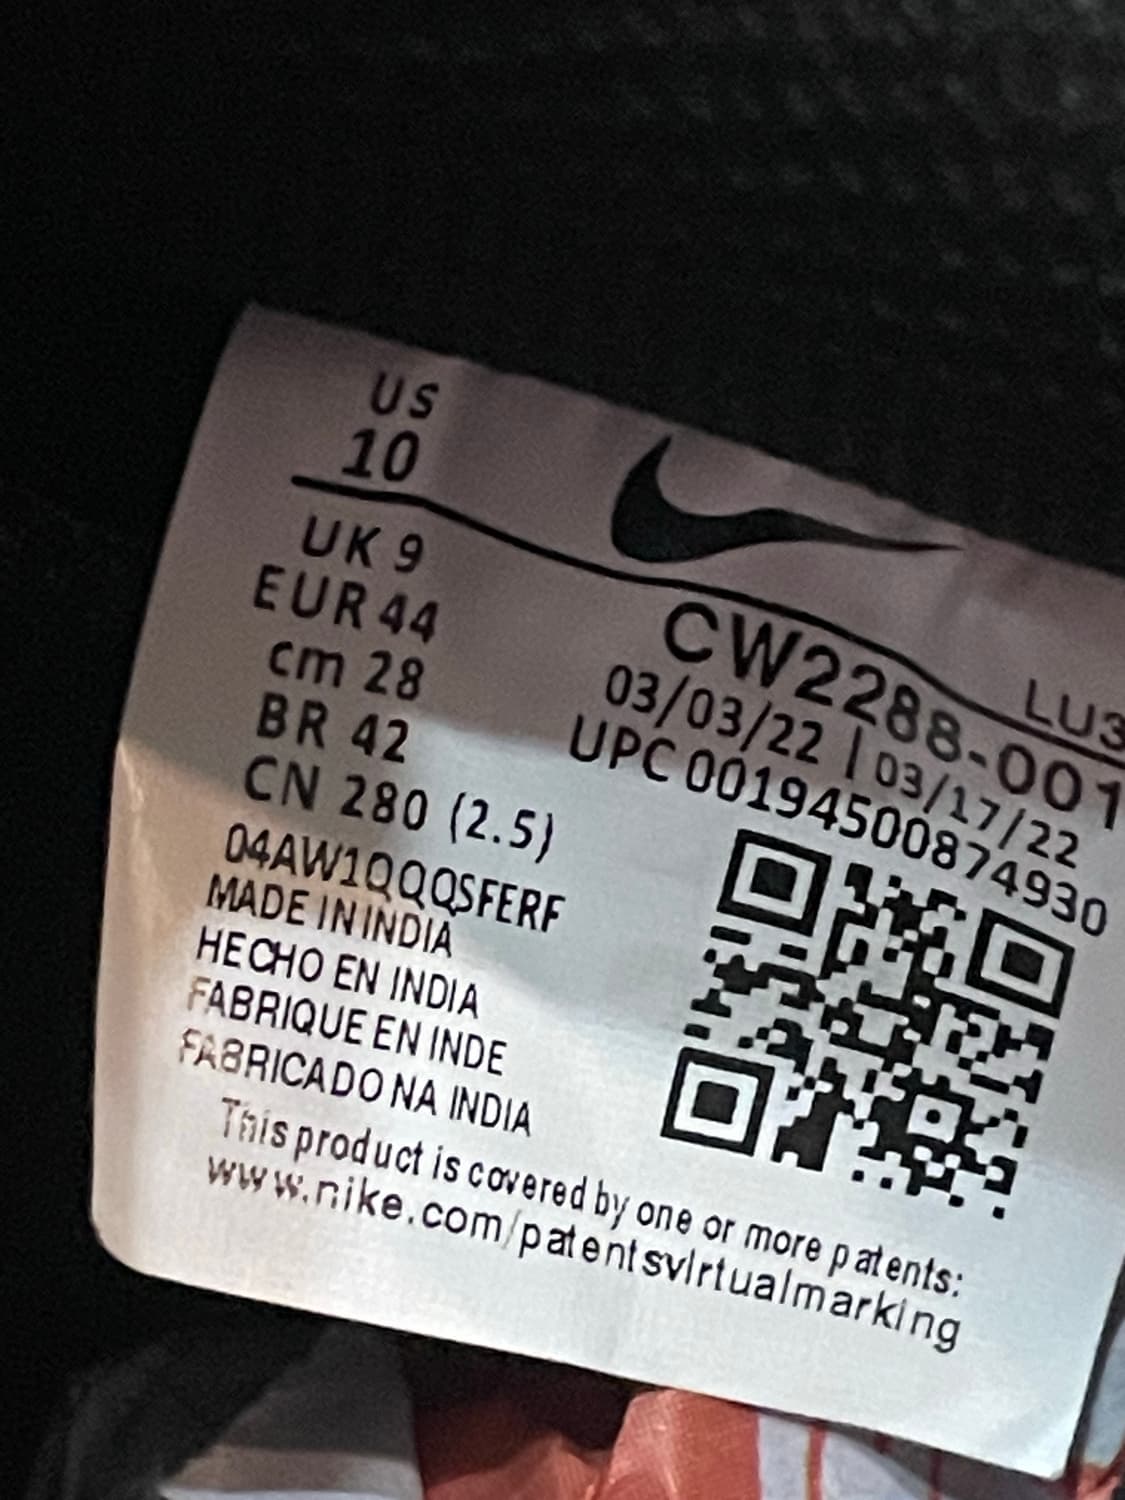 US
10
UK 9
EUR 44
cm 28
BR 42
CN 280 (2.5)
04AW1QQQSFERF
MADE IN INDIA
HECHO EN INDIA
FABRIQUE EN INDE
FABRICADO NA INDIA
LU3
CW2288-001
03/03/22 | 03/17/22
UPC 00194500874930
This product is covered by one or more patents:
www.nike.com/patentsvirtualmarking